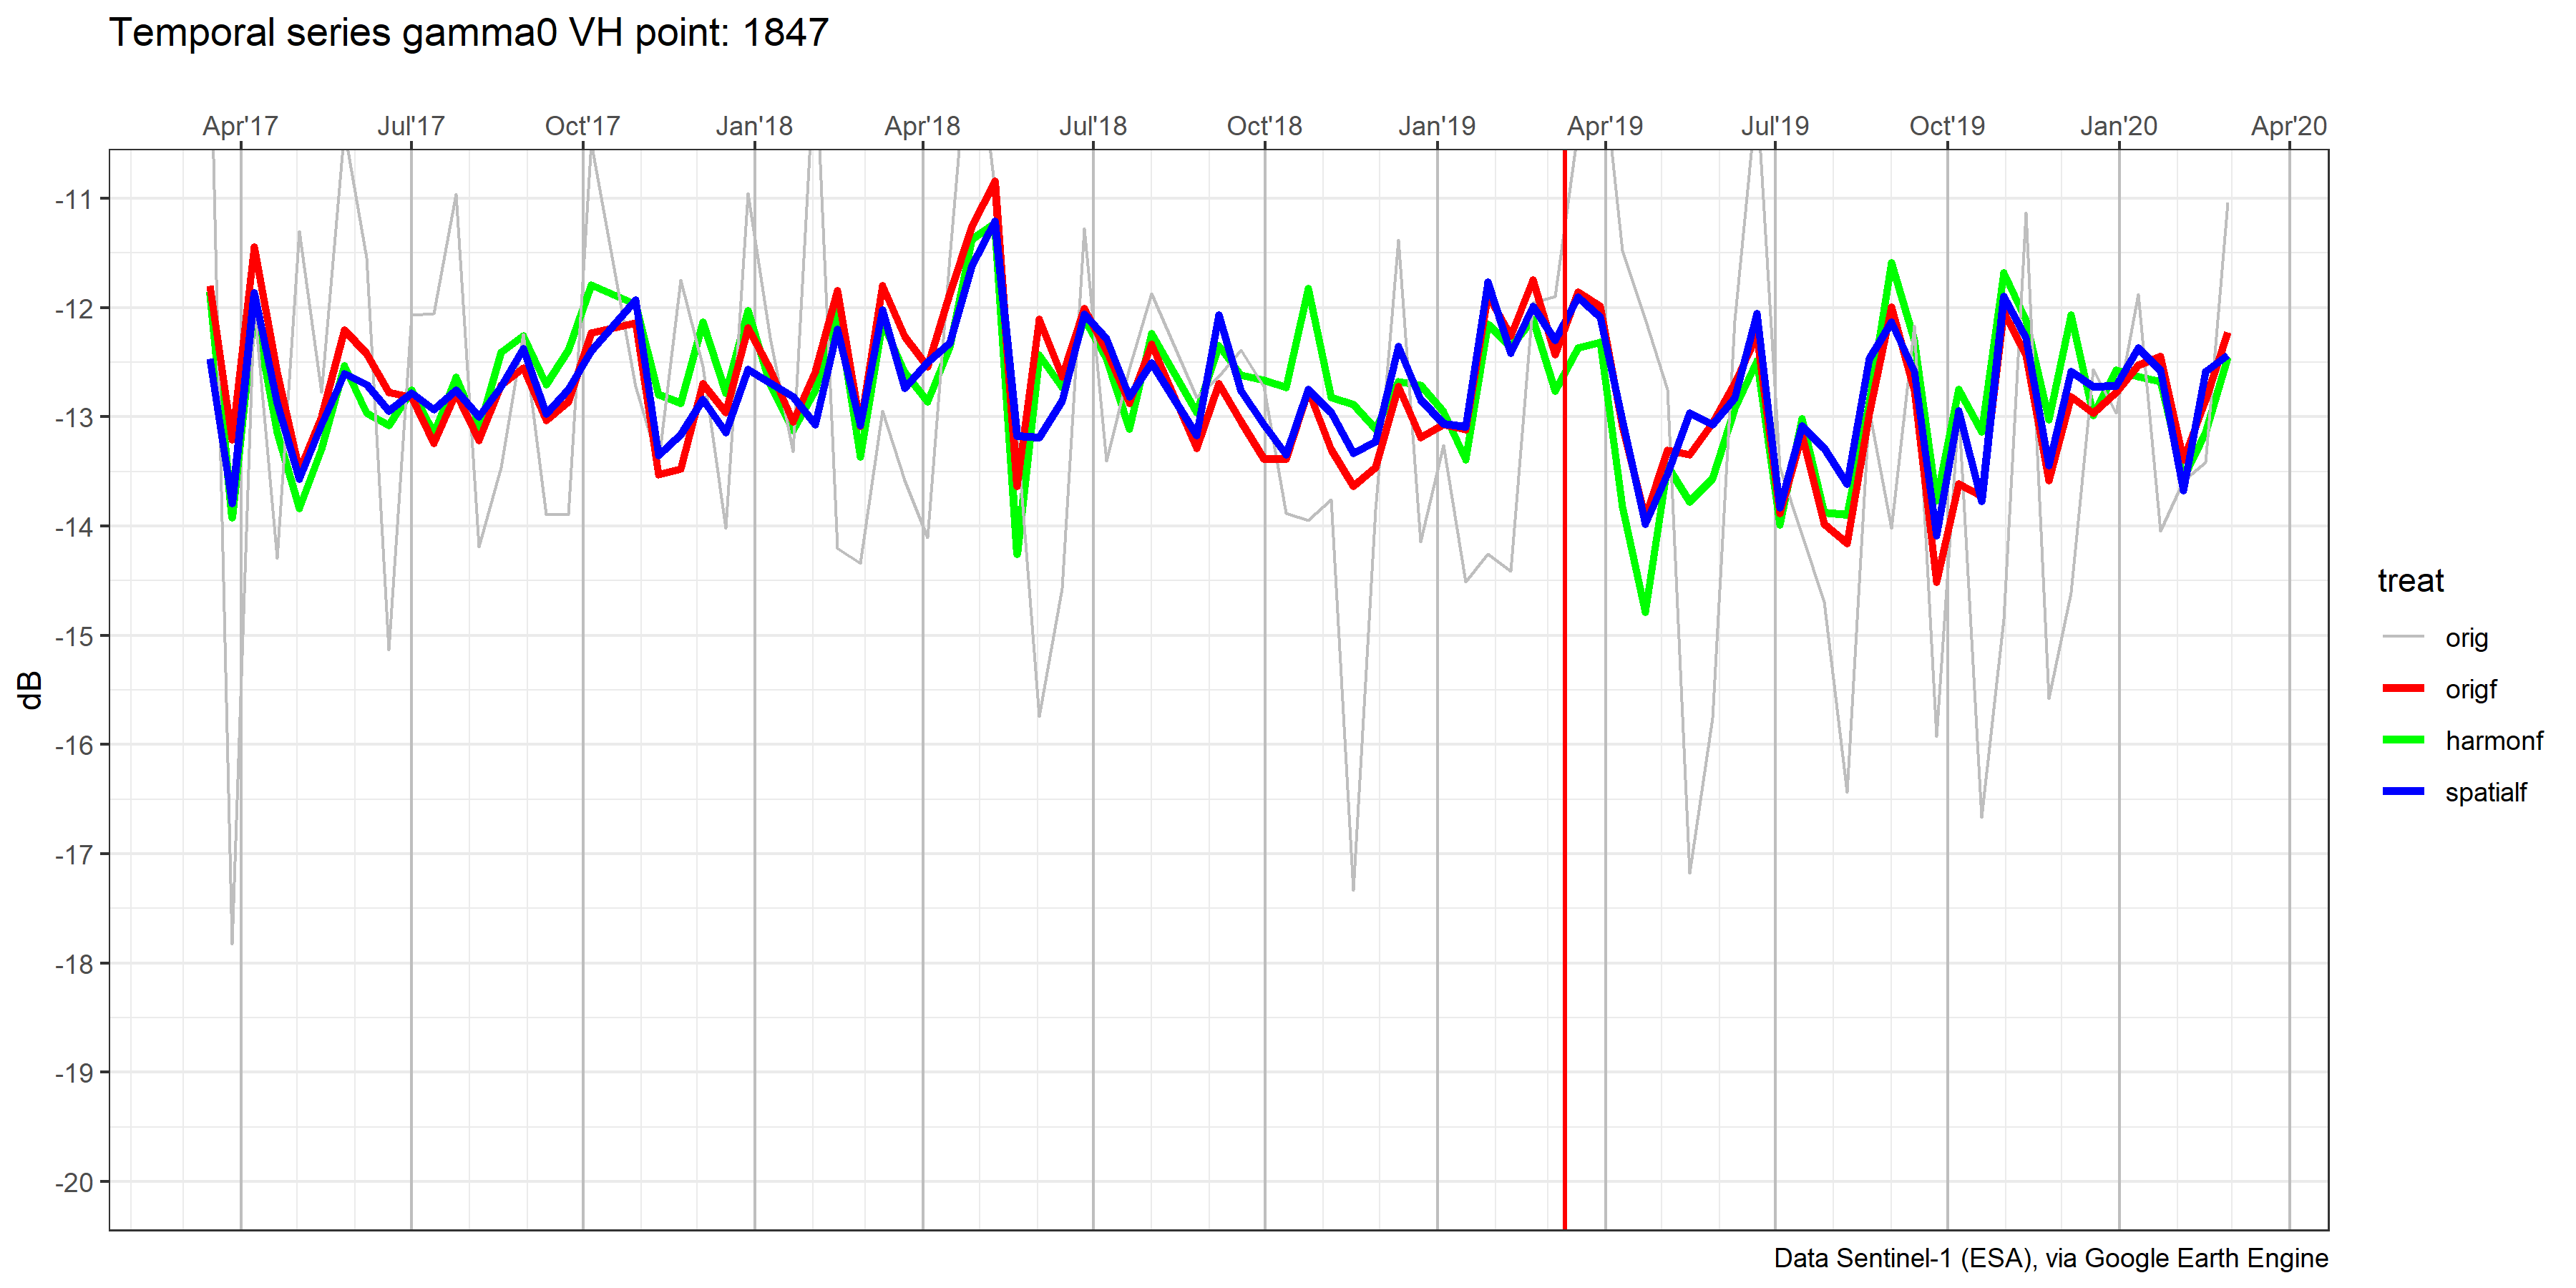 Temporal series gamma0 VH point: 1847
Apr'17 Jul'17 Oct'17 Jan'18 Apr'18 Jul'18 Oct'18 Jan'19 Apr'19 Jul'19 Oct'19 Jan'20 Apr'20
-11
-12
-13
-14
-15
-16
-17
-18
-19
-20
dB
treat
orig
origf
harmonf
spatialf
Data Sentinel-1 (ESA), via Google Earth Engine